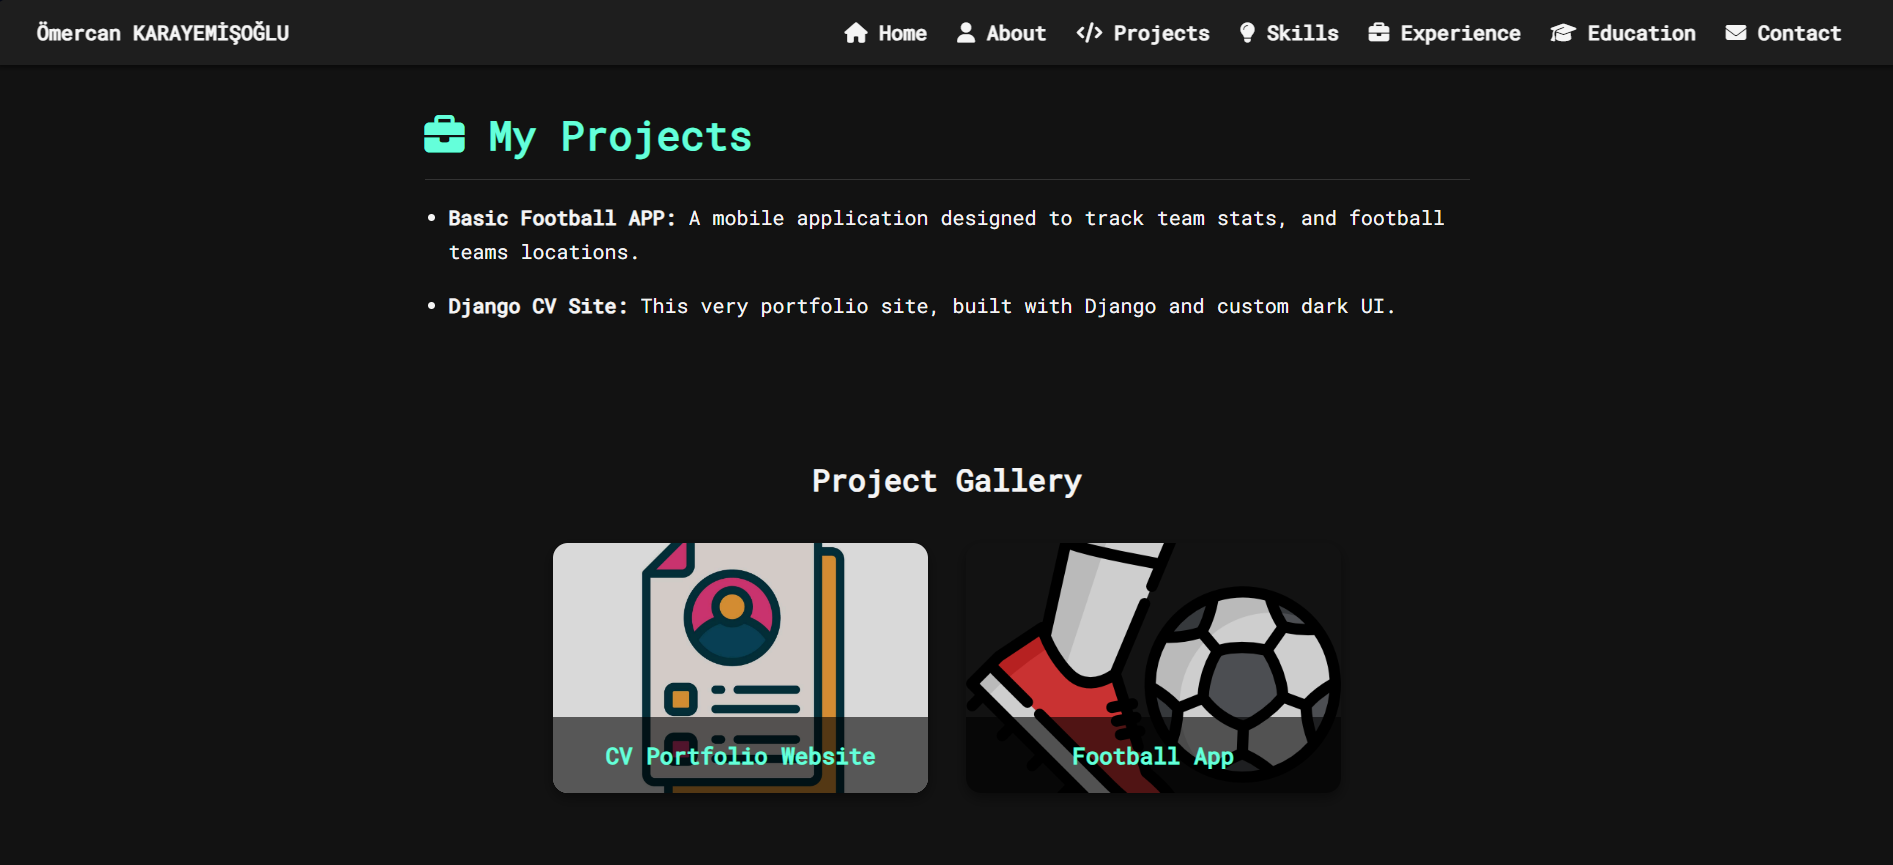 Ömercan KARAYEMİŞOĞLU
Home About Projects Skills Experience Education Contact
My Projects
• Basic Football APP: A mobile application designed to track team stats, and football
teams locations.
• Django CV Site: This very portfolio site, built with Django and custom dark UI.
Project Gallery
CV Portfolio Website
Football App